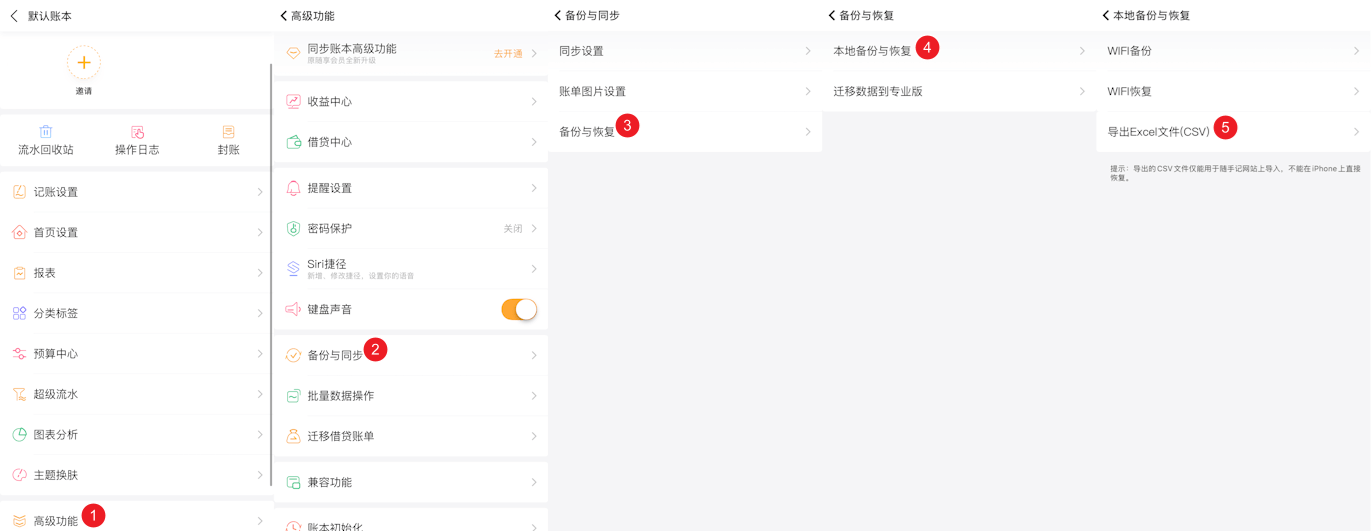 默认账本
邀请
流水回收站
操作日志
封账
记账设置
首页设置
报表
分类标签
预算中心
超级流水
图表分析
主题换肤
高级功能
1
高级功能
同步账本高级功能
原随享会员全新升级
去开通
收益中心
借贷中心
提醒设置
密码保护
关闭
Siri捷径
新增、修改捷径，设置你的语音
键盘声音
备份与同步
2
批量数据操作
迁移借贷账单
兼容功能
账本初始化
备份与同步
同步设置
账单图片设置
备份与恢复
3
备份与恢复
本地备份与恢复
4
迁移数据到专业版
本地备份与恢复
WIFI备份
WIFI恢复
导出Excel文件(CSV)
5
提示：导出的CSV文件仅能用于随手记网站上导入，不能在iPhone上直接
恢复。